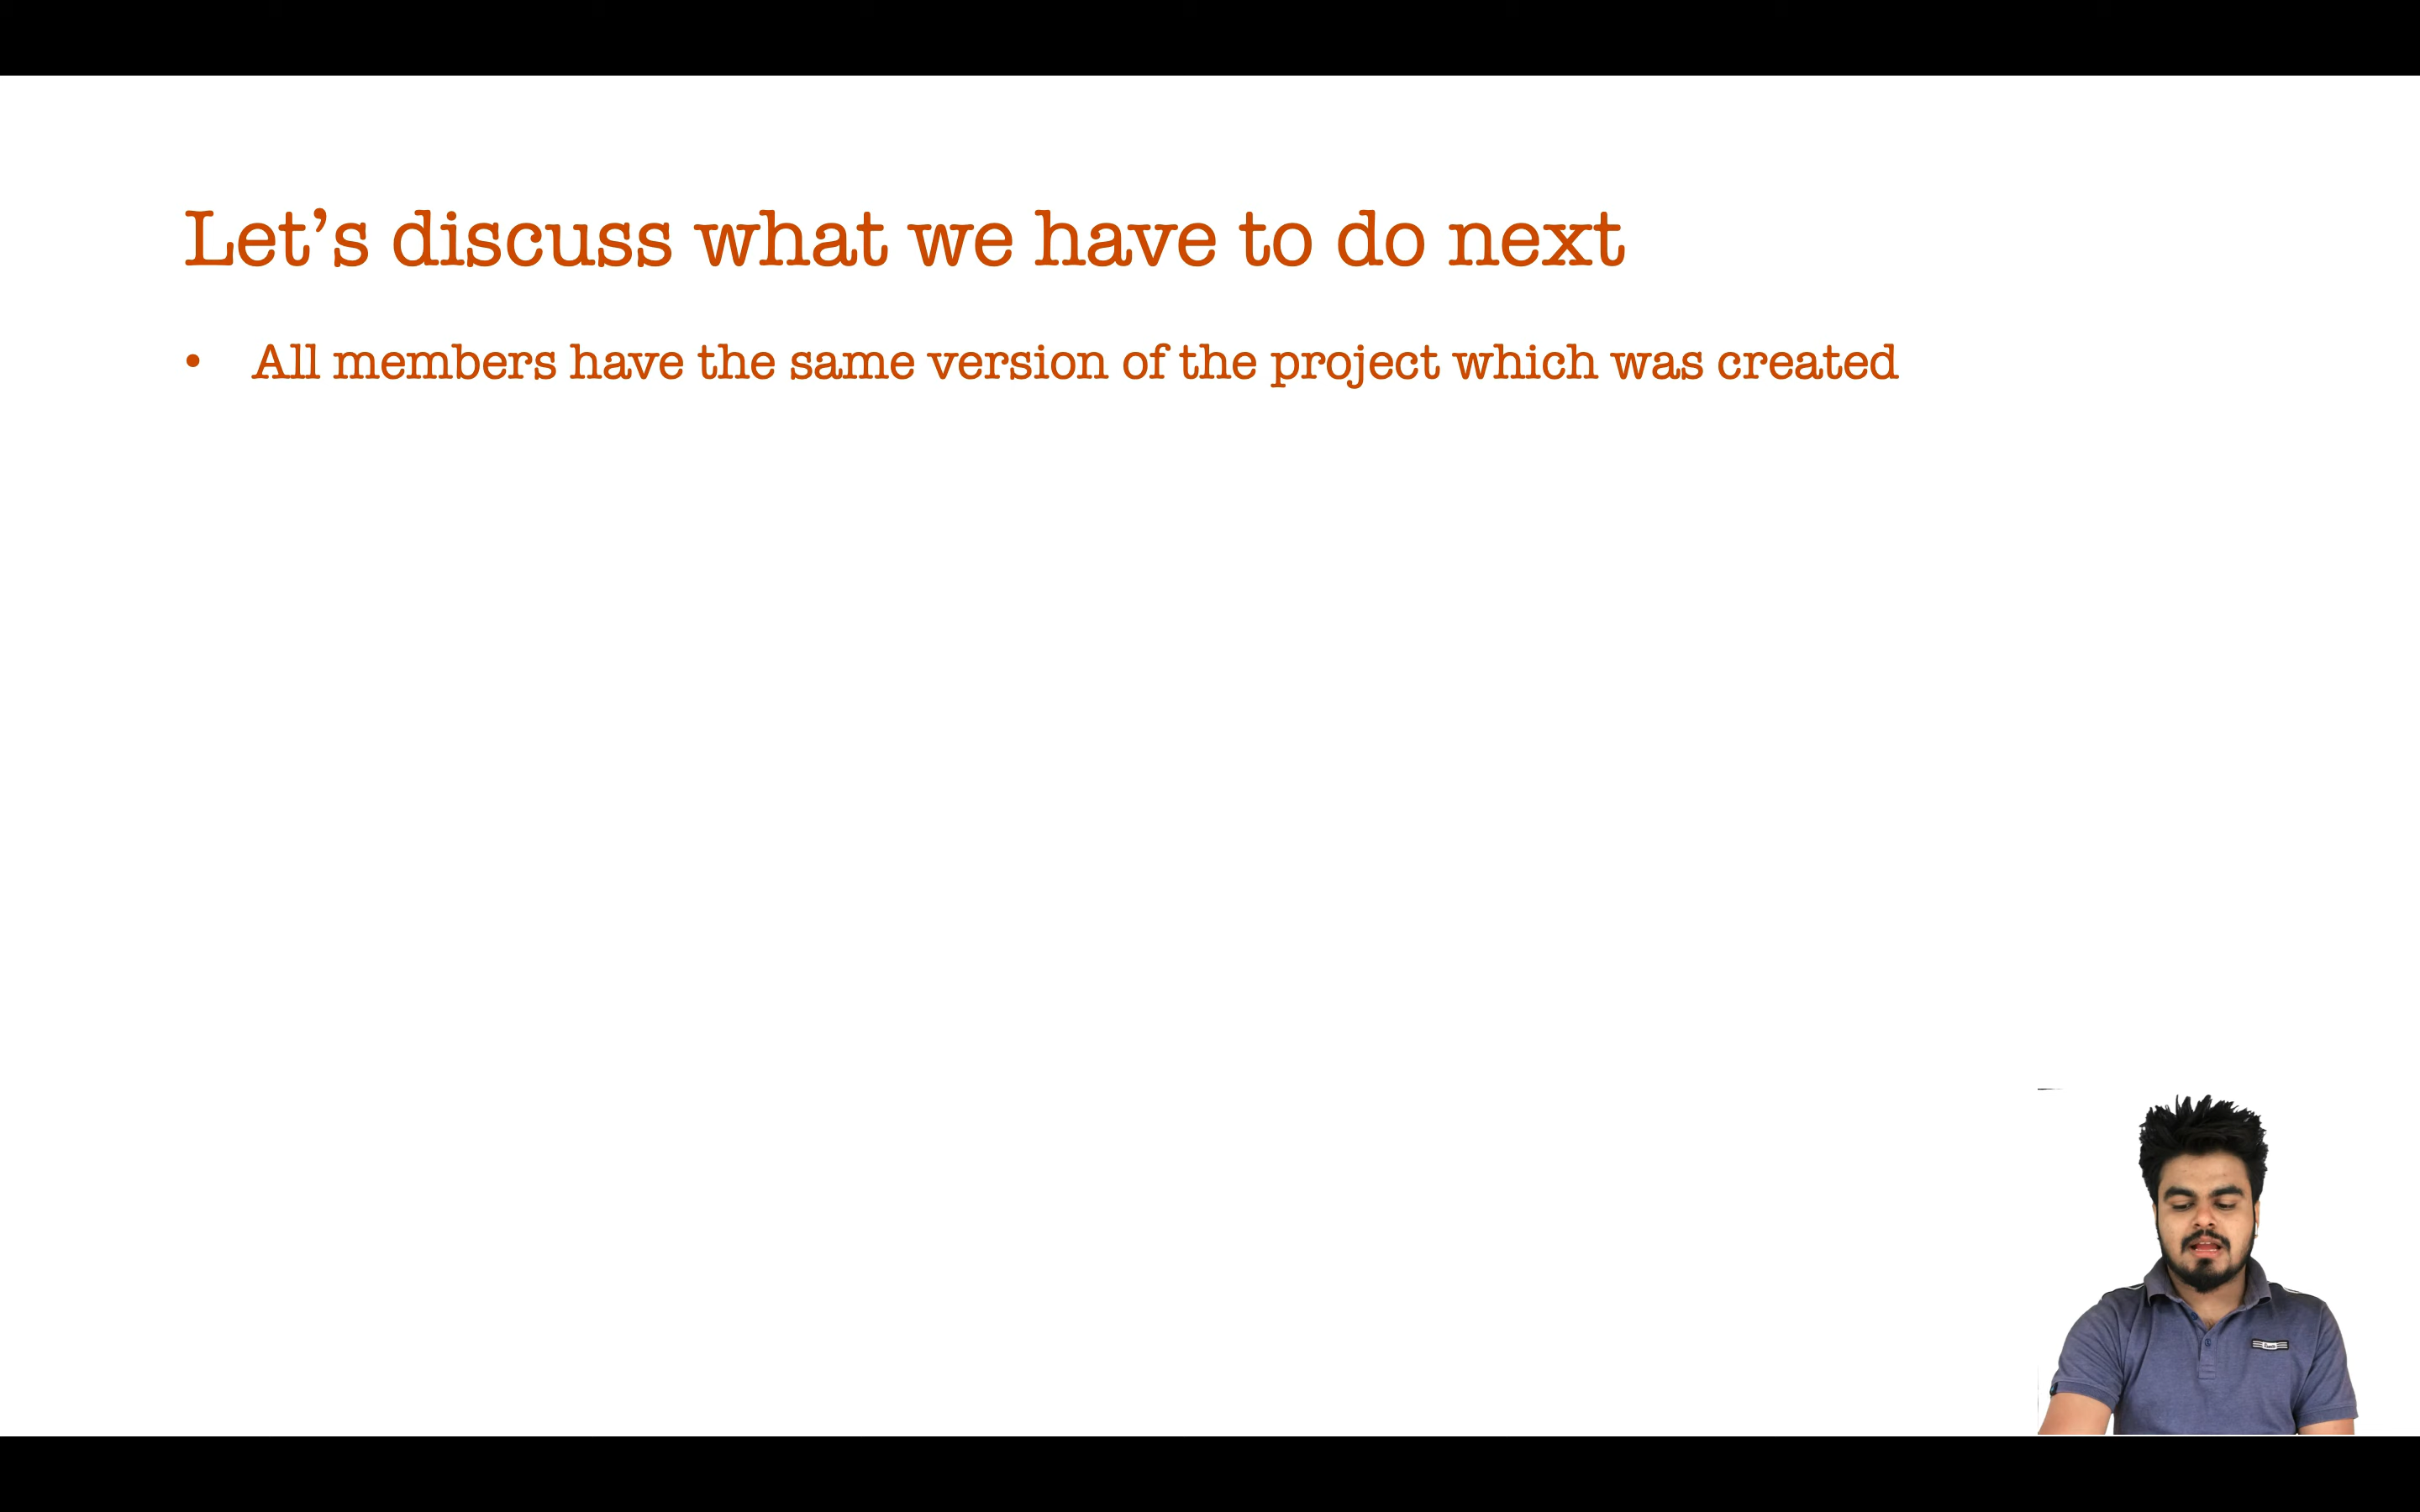 Let’s discuss what we have to do next
• All members have the same version of the project which was created